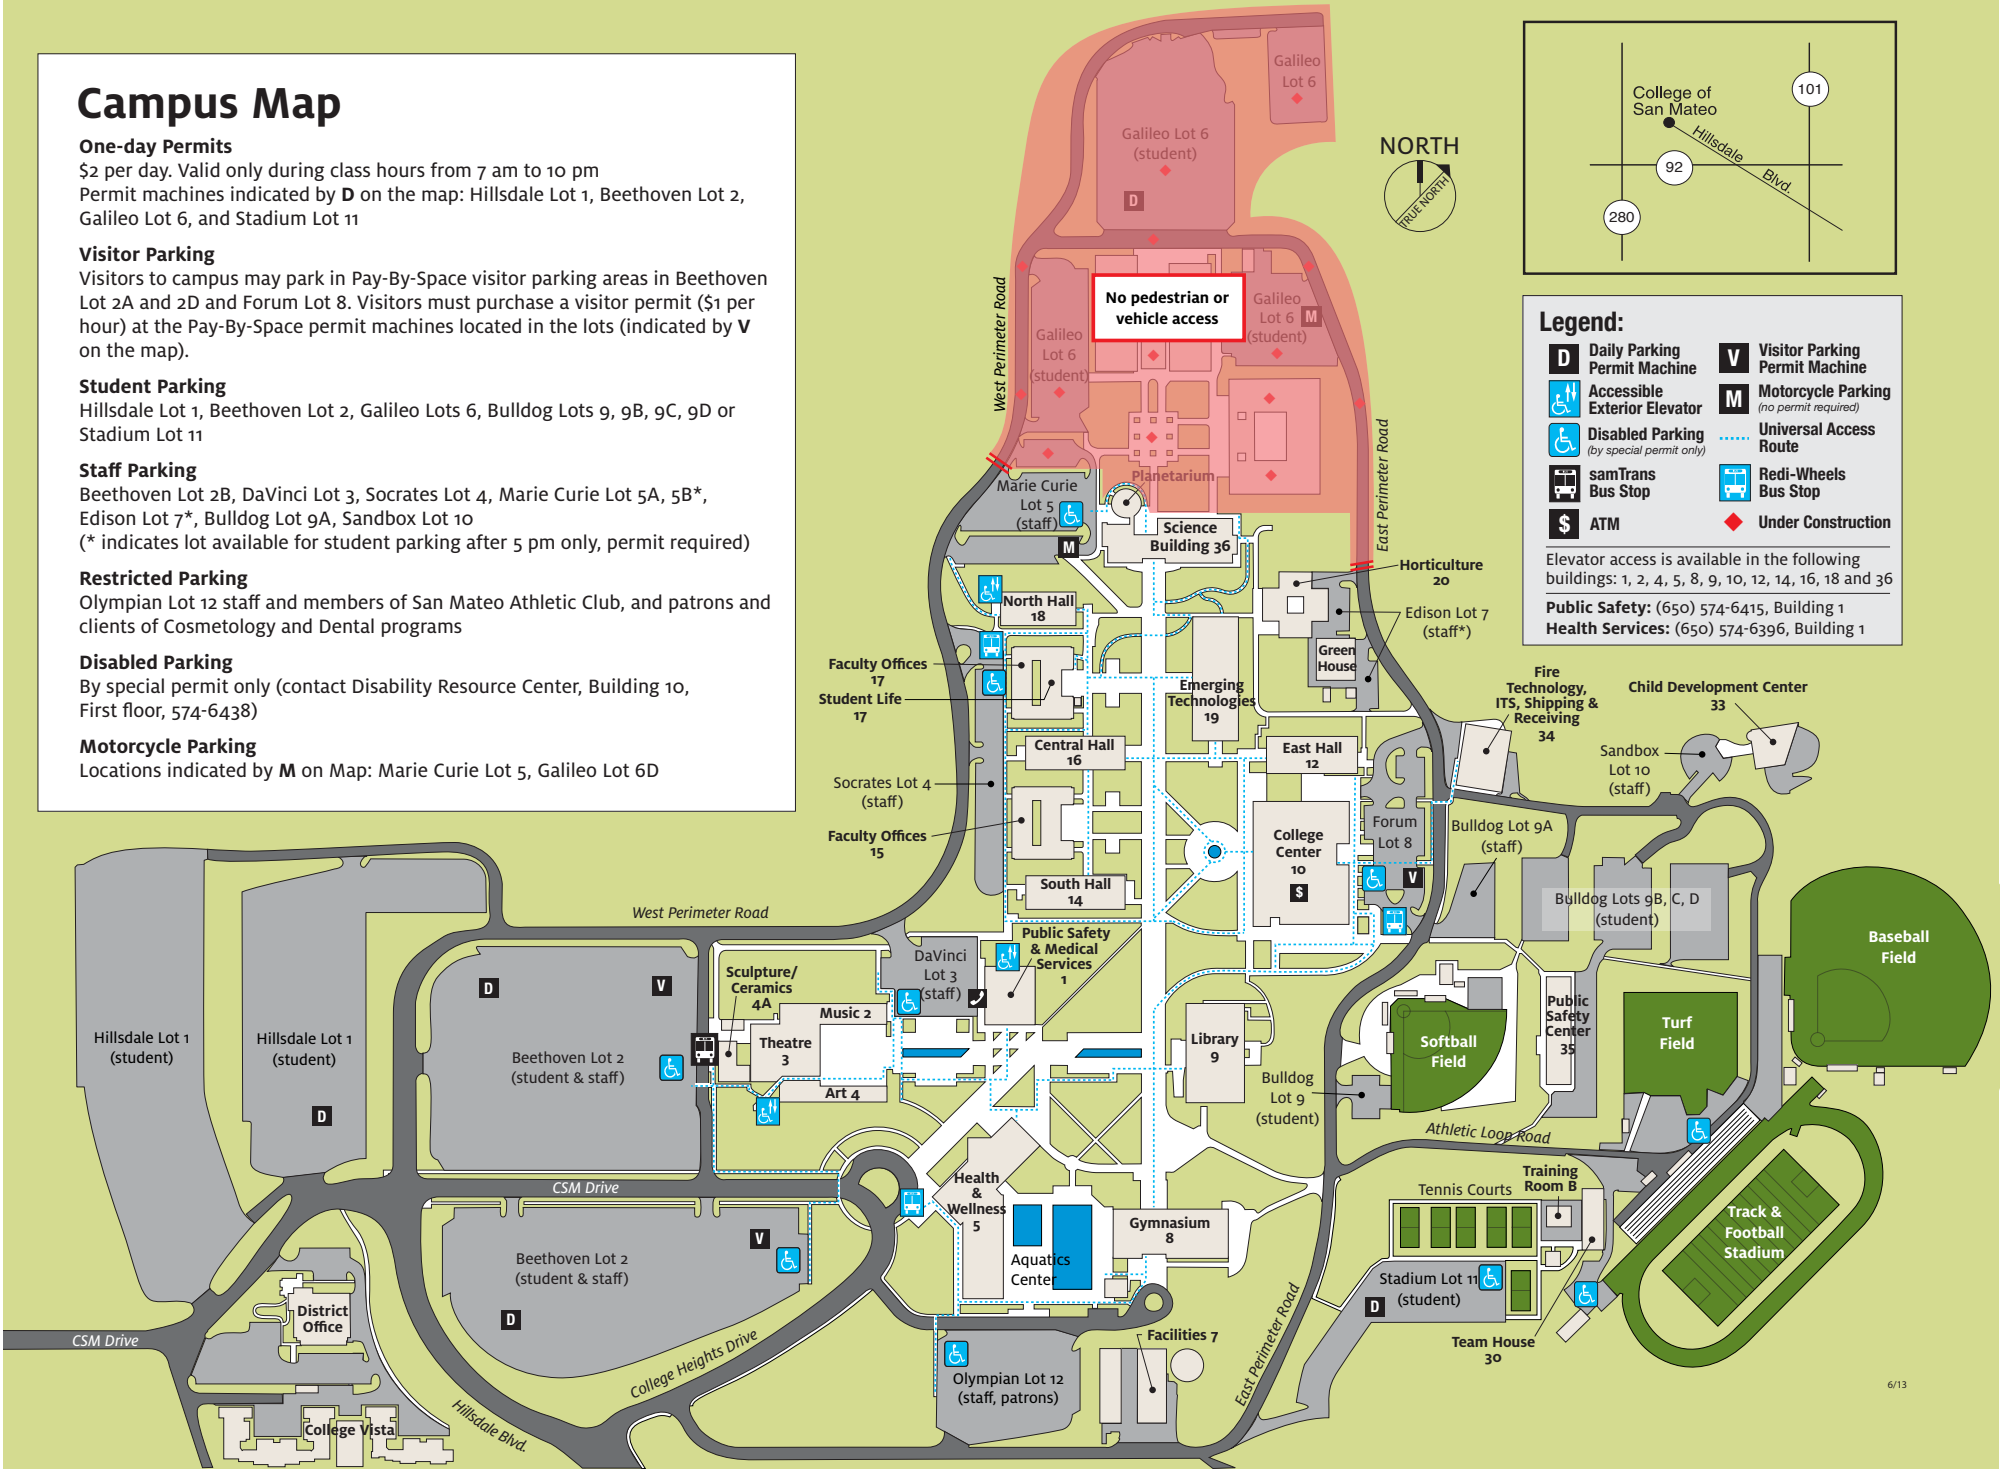 Campus Map
One-day Permits
$2 per day. Valid only during class hours from 7 am to 10 pm
Permit machines indicated by D on the map: Hillsdale Lot 1, Beethoven Lot 2,
Galileo Lot 6, and Stadium Lot 11
Visitor Parking
Visitors to campus may park in Pay-By-Space visitor parking areas in Beethoven
Lot 2A and 2D and Forum Lot 8. Visitors must purchase a visitor permit ($1 per
hour) at the Pay-By-Space permit machines located in the lots (indicated by V
on the map).
Student Parking
Hillsdale Lot 1, Beethoven Lot 2, Galileo Lots 6, Bulldog Lots 9, 9B, 9C, 9D or
Stadium Lot 11
Staff Parking
Beethoven Lot 2B, DaVinci Lot 3, Socrates Lot 4, Marie Curie Lot 5A, 5B*,
Edison Lot 7*, Bulldog Lot 9A, Sandbox Lot 10
(* indicates lot available for student parking after 5 pm only, permit required)
Restricted Parking
Olympian Lot 12 staff and members of San Mateo Athletic Club, and patrons and
clients of Cosmetology and Dental programs
Disabled Parking
By special permit only (contact Disability Resource Center, Building 10,
First floor, 574-6438)
Motorcycle Parking
Locations indicated by M on Map: Marie Curie Lot 5, Galileo Lot 6D
Galileo
Lot 6
Galileo Lot 6
(student)
D
No pedestrian or
vehicle access
Galileo
Lot 6
(student)
M
Galileo
Lot 6
(student)
West Perimeter Road
East Perimeter Road
Planetarium
Marie Curie
Lot 5
(staff)
M
Science
Building 36
NORTH
TRUE NORTH
College of
San Mateo
101
92
280
Hillsdale
Blvd.
Legend:
D
Daily Parking
Permit Machine
V
Visitor Parking
Permit Machine
Accessible
Exterior Elevator
M
Motorcycle Parking
(no permit required)
Disabled Parking
(by special permit only)
Universal Access
Route
samTrans
Bus Stop
Redi-Wheels
Bus Stop
$
ATM
Under Construction
Elevator access is available in the following
buildings: 1, 2, 4, 5, 8, 9, 10, 12, 14, 16, 18 and 36
Public Safety: (650) 574-6415, Building 1
Health Services: (650) 574-6396, Building 1
Horticulture
20
Edison Lot 7
(staff*)
Green
House
North Hall
18
Faculty Offices
17
Student Life
17
Emerging
Technologies
19
Central Hall
16
East Hall
12
Socrates Lot 4
(staff)
Faculty Offices
15
South Hall
14
College
Center
10
$
Forum
Lot 8
V
Fire
Technology,
ITS, Shipping &
Receiving
34
Child Development Center
33
Sandbox
Lot 10
(staff)
Bulldog Lot 9A
(staff)
Bulldog Lots 9B, C, D
(student)
Baseball
Field
West Perimeter Road
DaVinci
Lot 3
(staff)
Public Safety
& Medical
Services
1
Sculpture/
Ceramics
4A
Music 2
Theatre
3
Art 4
Library
9
Hillsdale Lot 1
(student)
Hillsdale Lot 1
(student)
D
D
V
Beethoven Lot 2
(student & staff)
Softball
Field
Public
Safety
Center
35
Turf
Field
Bulldog
Lot 9
(student)
Athletic Loop Road
Training
Room B
Tennis Courts
Track &
Football
Stadium
Stadium Lot 11
(student)
D
Team House
30
CSM Drive
Health
&
Wellness
5
Aquatics
Center
Gymnasium
8
V
Beethoven Lot 2
(student & staff)
D
District
Office
CSM Drive
College Heights Drive
Hillsdale Blvd.
College Vista
Olympian Lot 12
(staff, patrons)
Facilities 7
East Perimeter Road
6/13